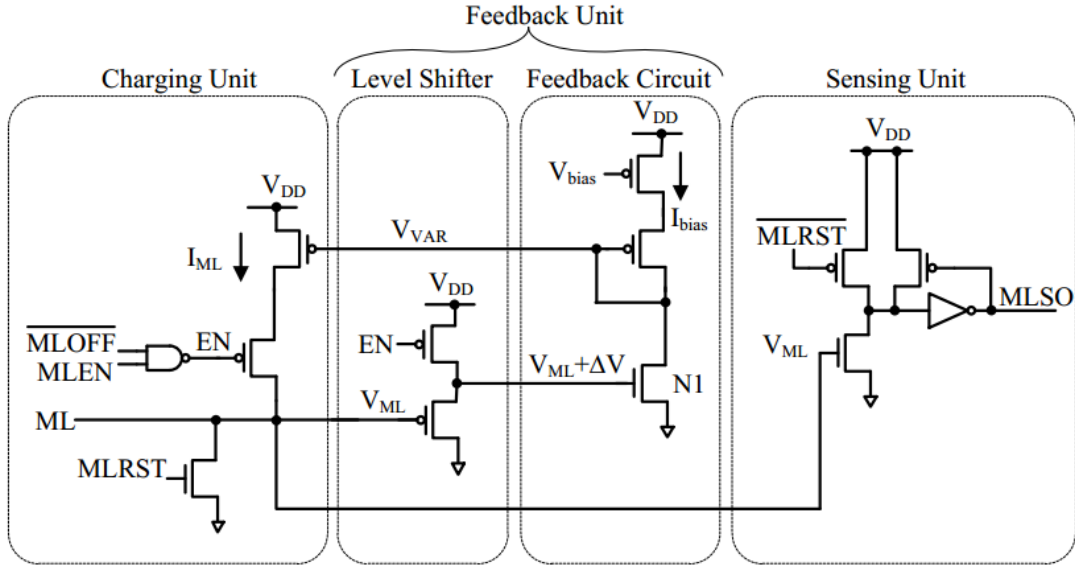 Feedback Unit
Charging Unit
Level Shifter
Feedback Circuit
Sensing Unit
VDD
VDD
Vbias
Ibias
VDD
MLRST
VVAR
IML
VDD
MLSO
MLOFF
MLEN
EN
EN
VML
VML+ΔV
N1
ML
VML
MLRST